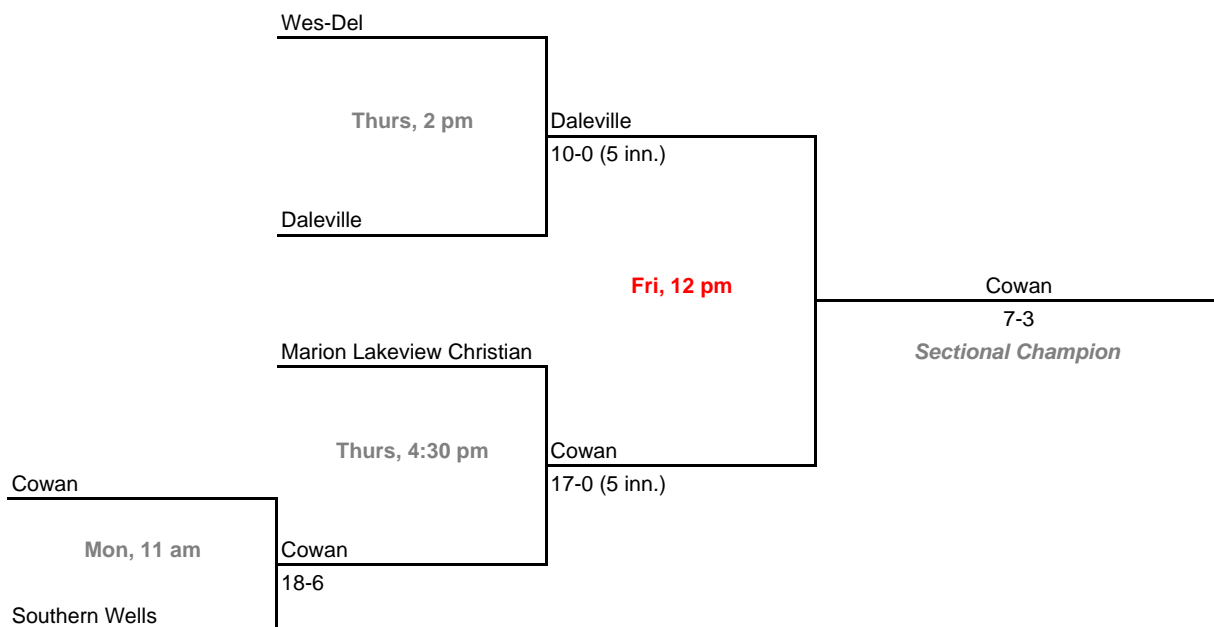 Wes-Del
Thurs, 2 pm
Daleville
10-0 (5 inn.)
Daleville
Fri, 12 pm
Cowan
7-3
Sectional Champion
Marion Lakeview Christian
Thurs, 4:30 pm
Cowan
17-0 (5 inn.)
Cowan
Mon, 11 am
Cowan
18-6
Southern Wells